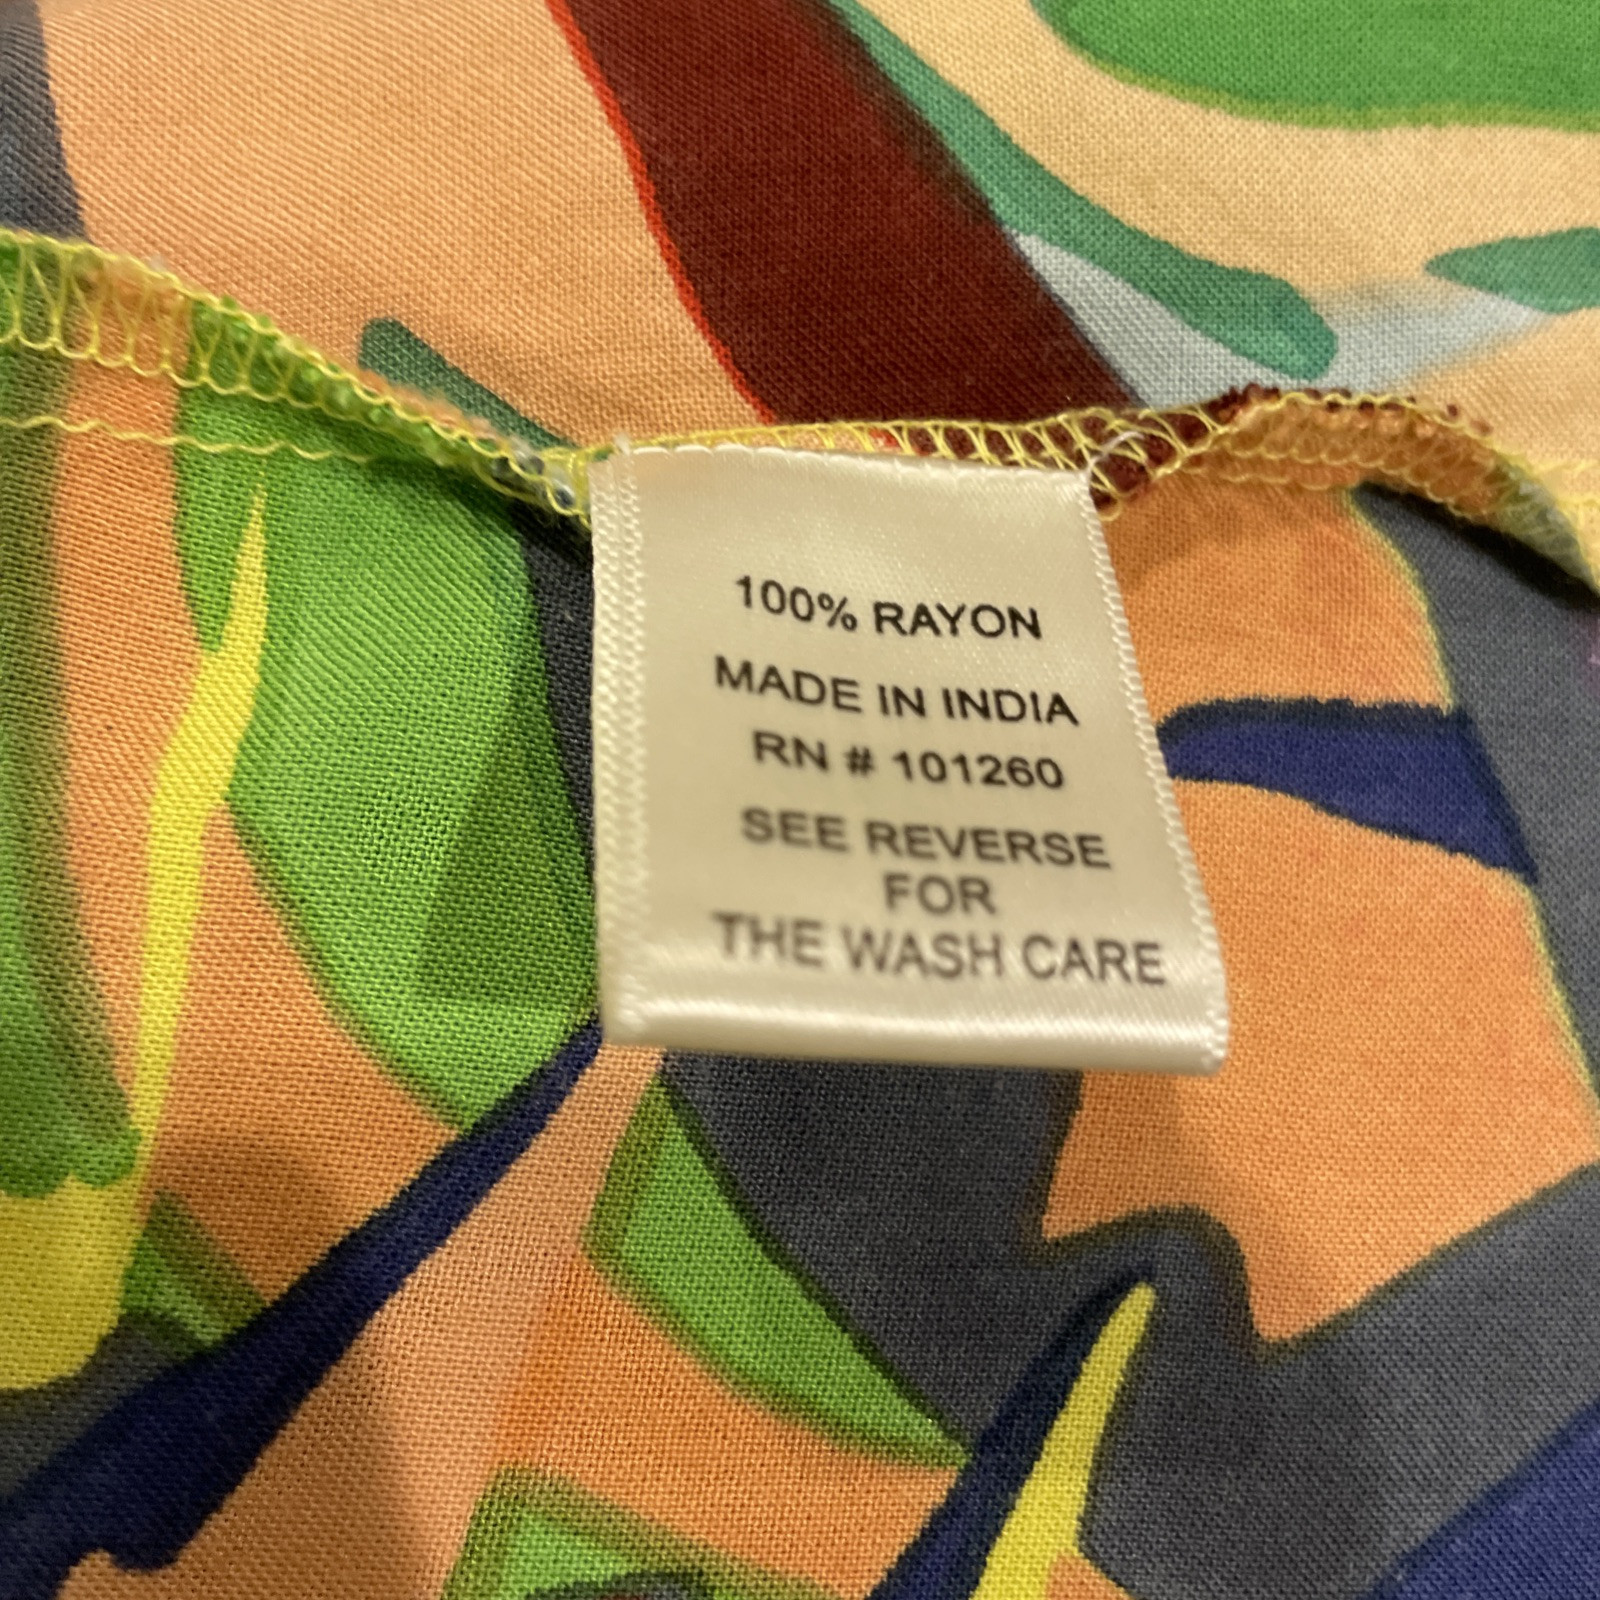 100% RAYON
MADE IN INDIA
RN # 101260
SEE REVERSE
FOR
THE WASH CARE